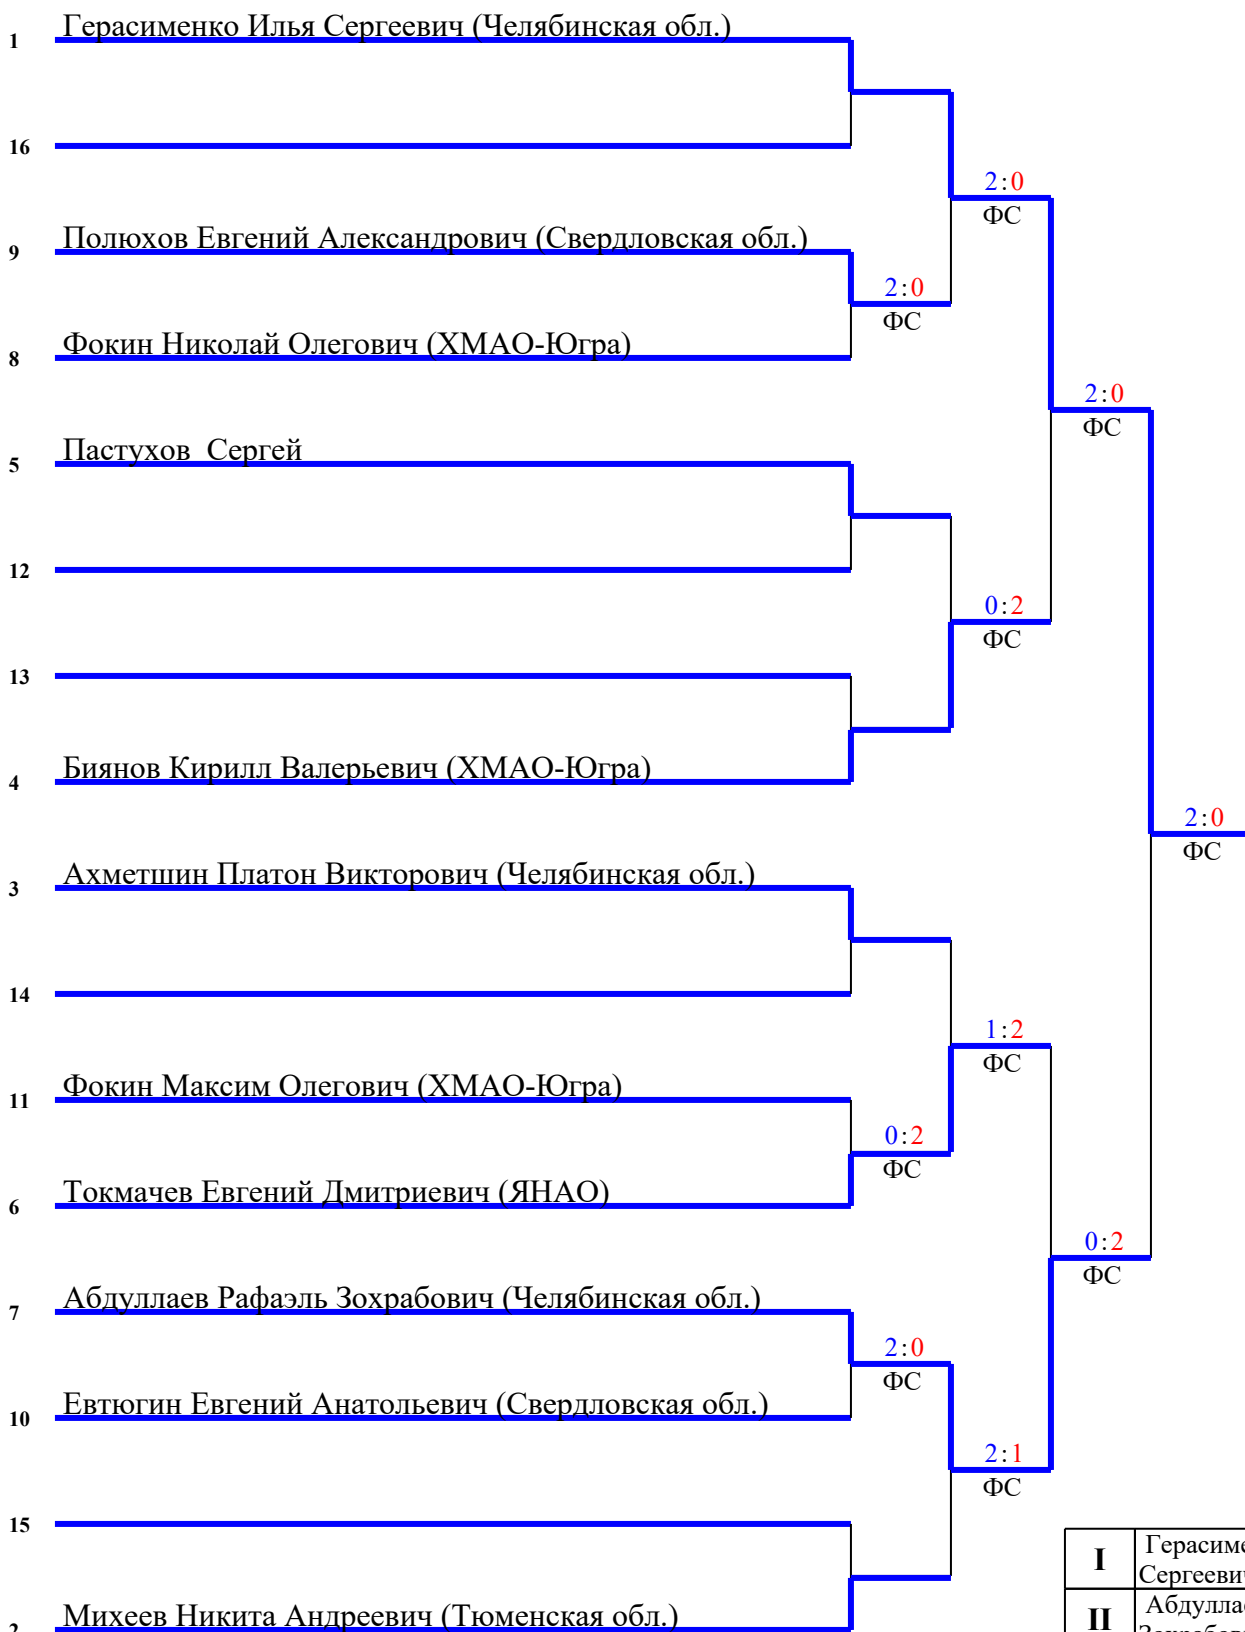 1 Герасименко Илья Сергеевич (Челябинская обл.)
16
2:0
ФС
9 Полюхов Евгений Александрович (Свердловская обл.)
2:0
ФС
8 Фокин Николай Олегович (ХМАО-Югра)
2:0
ФС
5 Пастухов Сергей
12
0:2
ФС
13
4 Биянов Кирилл Валерьевич (ХМАО-Югра)
2:0
ФС
3 Ахметшин Платон Викторович (Челябинская обл.)
14
1:2
ФС
11 Фокин Максим Олегович (ХМАО-Югра)
0:2
ФС
6 Токмачев Евгений Дмитриевич (ЯНАО)
0:2
ФС
7 Абдуллаев Рафаэль Зохрабович (Челябинская обл.)
2:0
ФС
10 Евтюгин Евгений Анатольевич (Свердловская обл.)
2:1
ФС
15
I Герасиме
Сергееви
2 Михеев Никита Андреевич (Тюменская обл.)
II Абдулла